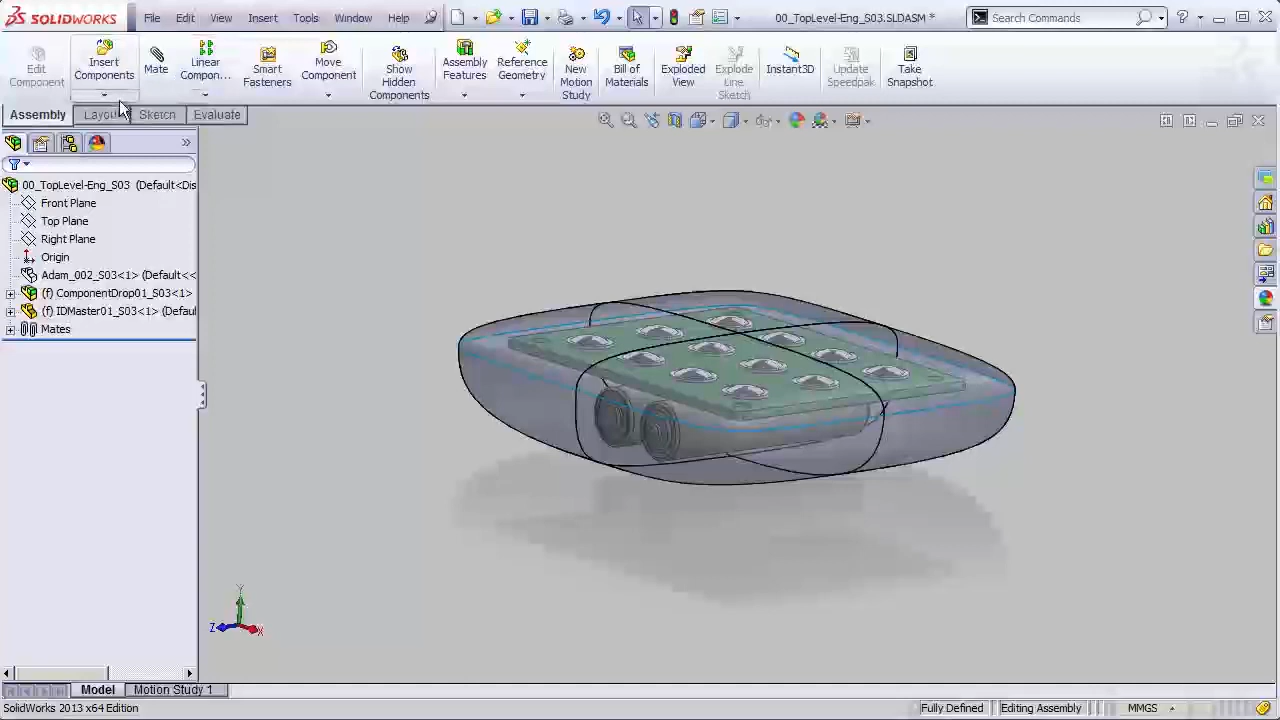 SOLIDWORKS File Edit View Insert Tools Window Help 00_TopLevel-Eng_S03.SLDASM * Search Commands
Edit Component
Insert Components
Mate
Linear Compon...
Smart Fasteners
Move Component
Show Hidden Components
Assembly Features
Reference Geometry
New Motion Study
Bill of Materials
Exploded View
Explode Line Sketch
Instant3D
Update Speedpak
Take Snapshot
Assembly Sketch Evaluate
00_TopLevel-Eng_S03 (Default<Dis
Front Plane
Top Plane
Right Plane
Origin
Adam_002_S03<1> (Default<<
(f) ComponentDrop01_S03<1>
(f) IDMaster01_S03<1> (Defaul
Mates
Y
Z X
Model Motion Study 1
SolidWorks 2013 x64 Edition Fully Defined Editing Assembly MMGS